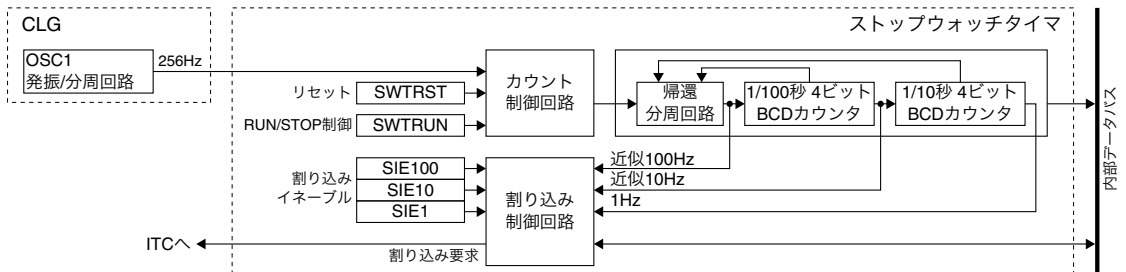 CLG
ストップウォッチタイマ
OSC1
発振/分周回路
256Hz
リセット
SWTRST
RUN/STOP制御
SWTRUN
カウント
制御回路
帰還
分周回路
1/100秒 4ビット
BCDカウンタ
1/10秒 4ビット
BCDカウンタ
内部データバス
割り込み
イネーブル
SIE100
SIE10
SIE1
割り込み
制御回路
近似100Hz
近似10Hz
1Hz
ITCへ
割り込み要求